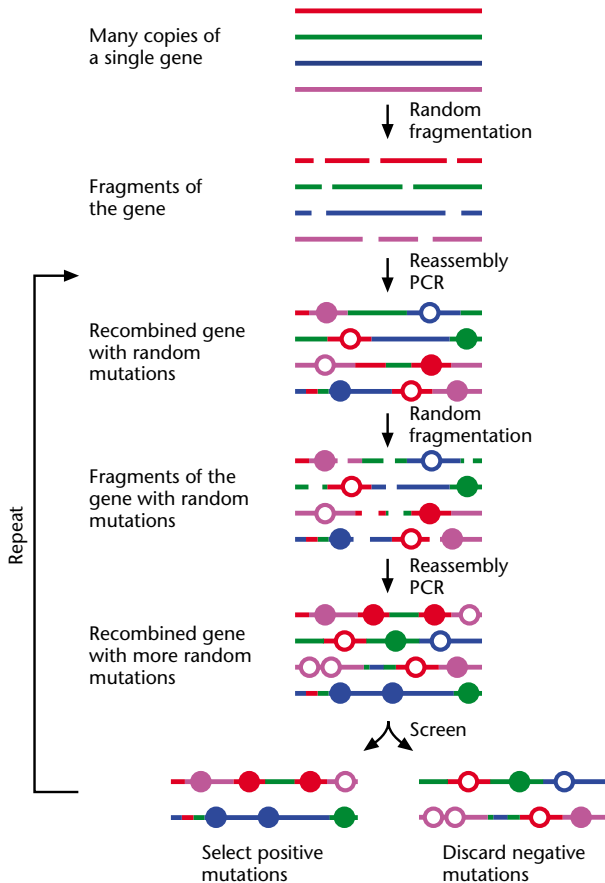 Many copies of
a single gene
Random
fragmentation
Fragments of
the gene
Reassembly
PCR
Recombined gene
with random
mutations
Random
fragmentation
Fragments of the
gene with random
mutations
Repeat
Reassembly
PCR
Recombined gene
with more random
mutations
Screen
Select positive
mutations
Discard negative
mutations